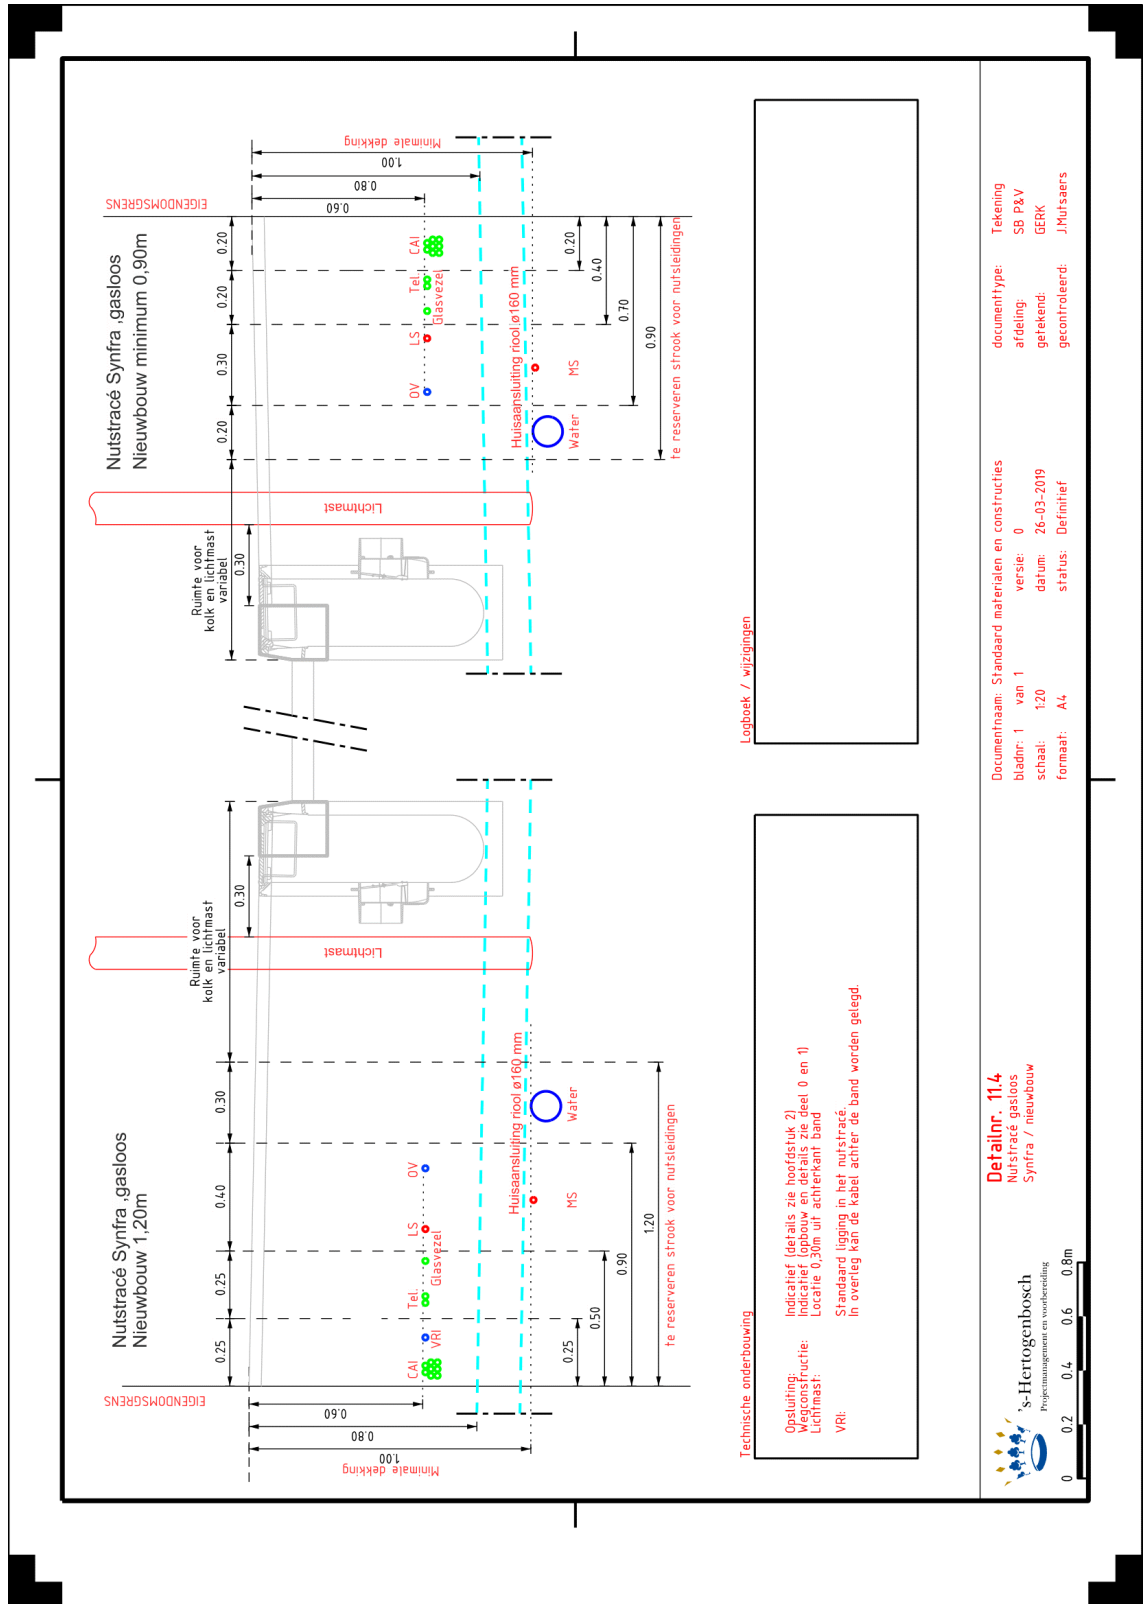 Nutstracé Synfra ,gasloos
Nieuwbouw 1,20m
EIGENDOMSGRENS
0.25
0.25
0.40
0.30
Ruimte voor
kolk en lichtmast
variabel
0.30
Lichtmast
0.60
0.80
1.00
Minimale dekking
CAI
VRI
Tel.
Glasvezel
LS
OV
Huisaansluiting riool ø160 mm
MS
Water
0.25
0.50
0.90
1.20
te reserveren strook voor nutsleidingen
Nutstracé Synfra ,gasloos
Nieuwbouw minimum 0,90m
EIGENDOMSGRENS
Ruimte voor
kolk en lichtmast
variabel
0.30
0.20
0.30
0.20
0.20
Lichtmast
0.60
0.80
1.00
Minimale dekking
OV
LS
Glasvezel
Tel.
CAI
Huisaansluiting riool ø160 mm
Water
MS
0.20
0.40
0.70
0.90
te reserveren strook voor nutsleidingen
Technische onderbouwing
Opsluiting: Indicatief (details zie hoofdstuk 2)
Wegconstructie: Indicatief (opbouw en details zie deel 0 en 1)
Lichtmast: Locatie 0,30m uit achterkant band
VRI: Standaard ligging in het nutstracé.
In overleg kan de kabel achter de band worden gelegd.
Logboek / wijzigingen
's-Hertogenbosch
Projectmanagement en voorbereiding
0 0.2 0.4 0.6 0.8m
Detailnr. 11.4
Nutstracé gasloos
Synfra / nieuwbouw
Documentnaam: Standaard materialen en constructies
bladnr: 1 van 1 versie: 0
schaal: 1:20 datum: 26-03-2019
formaat: A4 status: Definitief
documenttype: Tekening
afdeling: SB P&V
getekend: GERK
gecontroleerd: J.Mutsaers